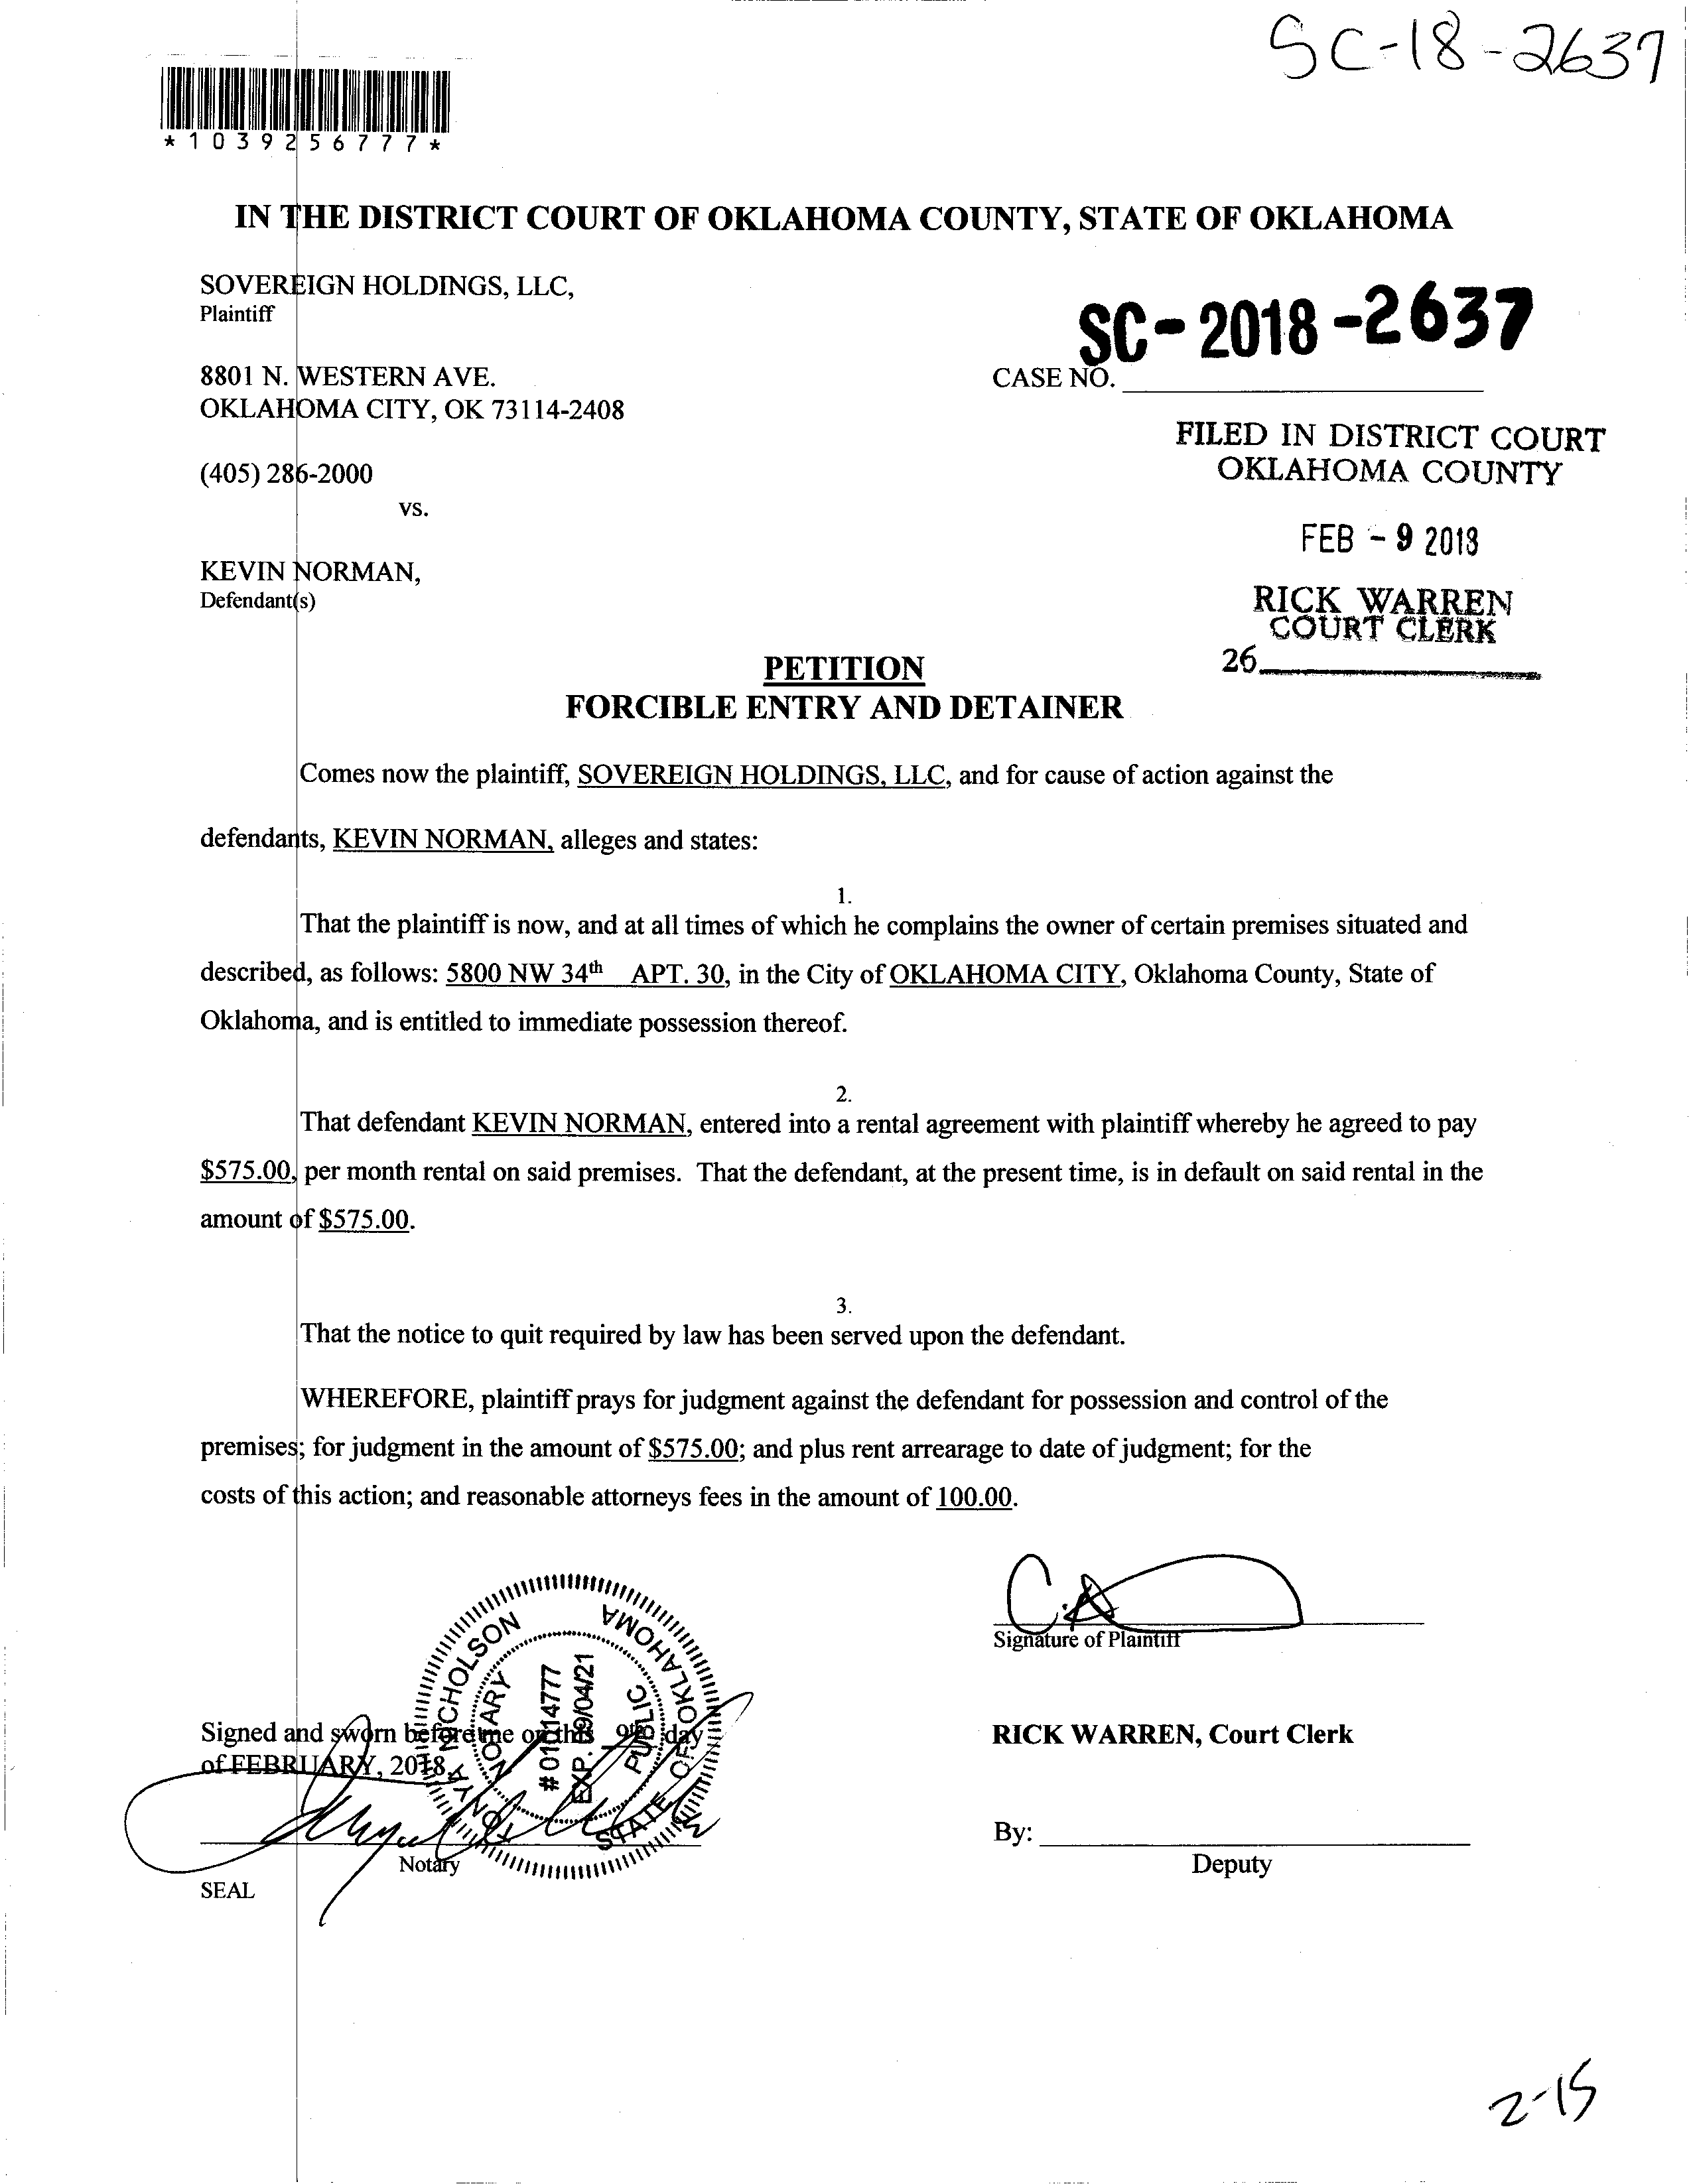 SC-18-2637
*1039256777*
IN THE DISTRICT COURT OF OKLAHOMA COUNTY, STATE OF OKLAHOMA
SOVEREIGN HOLDINGS, LLC,
Plaintiff
SC-2018-2637
8801 N. WESTERN AVE.
CASE NO.
OKLAHOMA CITY, OK 73114-2408
FILED IN DISTRICT COURT
OKLAHOMA COUNTY
(405) 286-2000
vs.
FEB - 9 2018
KEVIN NORMAN,
Defendant(s)
RICK WARREN
COURT CLERK
26
PETITION
FORCIBLE ENTRY AND DETAINER
Comes now the plaintiff, SOVEREIGN HOLDINGS, LLC, and for cause of action against the
defendants, KEVIN NORMAN, alleges and states:
1.
That the plaintiff is now, and at all times of which he complains the owner of certain premises situated and
described, as follows: 5800 NW 34th APT. 30, in the City of OKLAHOMA CITY, Oklahoma County, State of
Oklahoma, and is entitled to immediate possession thereof.
2.
That defendant KEVIN NORMAN, entered into a rental agreement with plaintiff whereby he agreed to pay
$575.00, per month rental on said premises. That the defendant, at the present time, is in default on said rental in the
amount of $575.00.
3.
That the notice to quit required by law has been served upon the defendant.
WHEREFORE, plaintiff prays for judgment against the defendant for possession and control of the
premises; for judgment in the amount of $575.00; and plus rent arrearage to date of judgment; for the
costs of this action; and reasonable attorneys fees in the amount of 100.00.
Signature of Plaintiff
TONYA NICHOLSON
NOTARY PUBLIC
# 01014777
EXP. 09/04/21
STATE OF OKLAHOMA
Signed and sworn before me on this 9th day
of FEBRUARY, 2018.
RICK WARREN, Court Clerk
By:
Notary
Deputy
SEAL
2-15